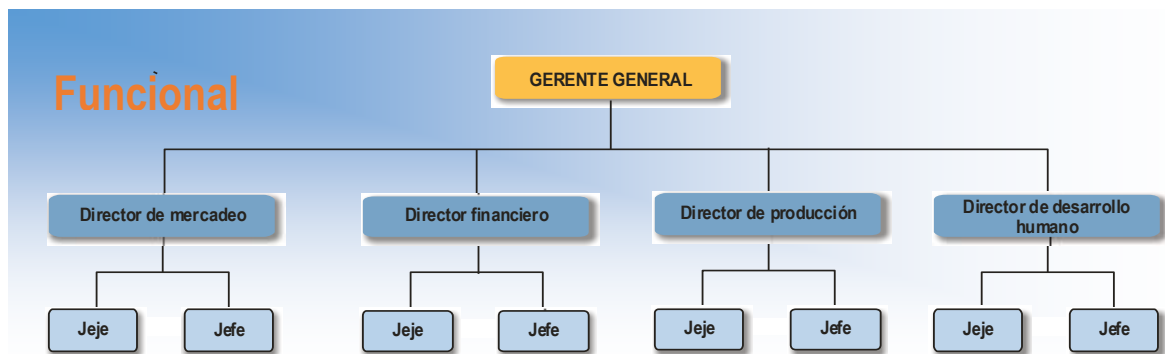 Funcional
GERENTE GENERAL
Director de mercadeo
Director financiero
Director de producción
Director de desarrollo
humano
Jeje
Jefe
Jeje
Jefe
Jeje
Jefe
Jeje
Jefe